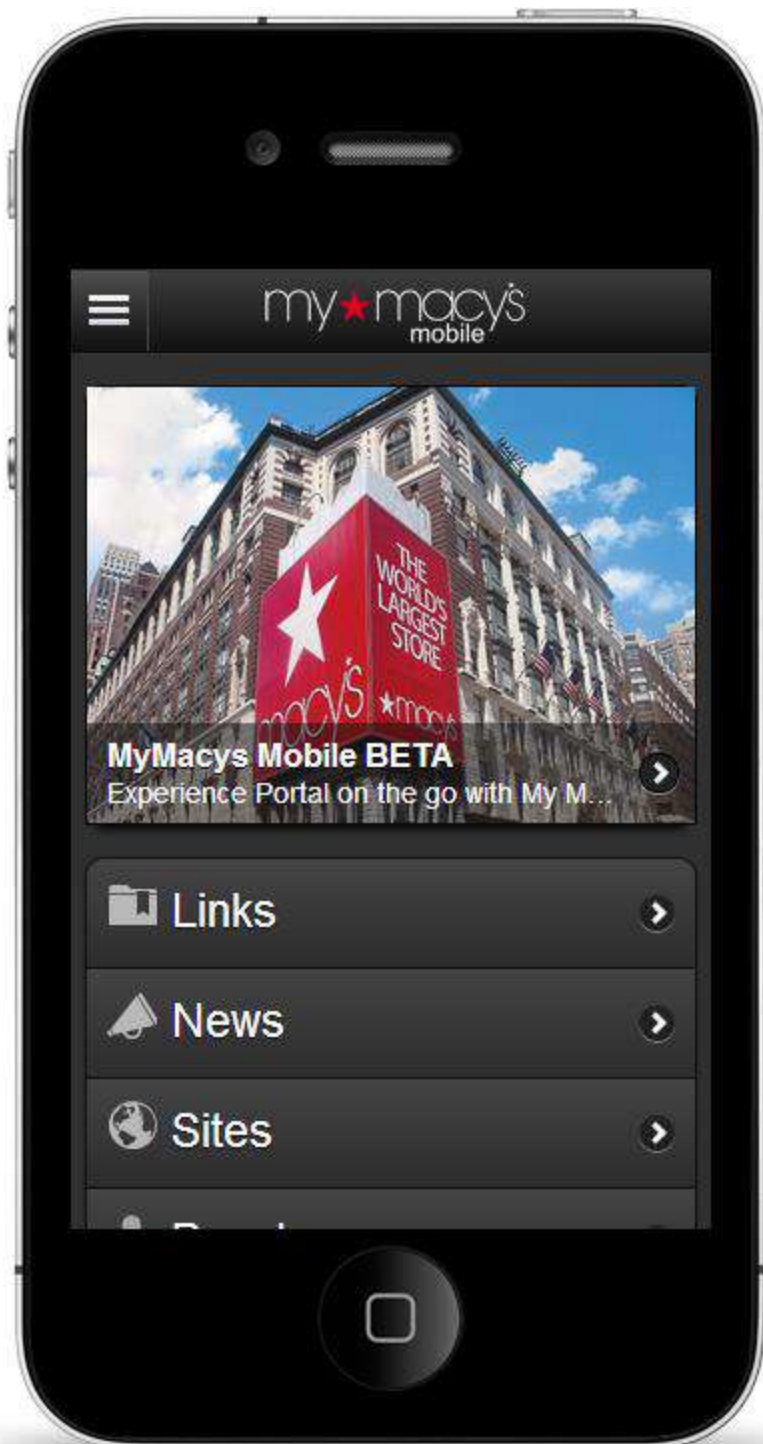 my★macy's
mobile
THE
WORLD'S
LARGEST
STORE
macy's
★macy's
MyMacys Mobile BETA
Experience Portal on the go with My M...
Links
News
Sites